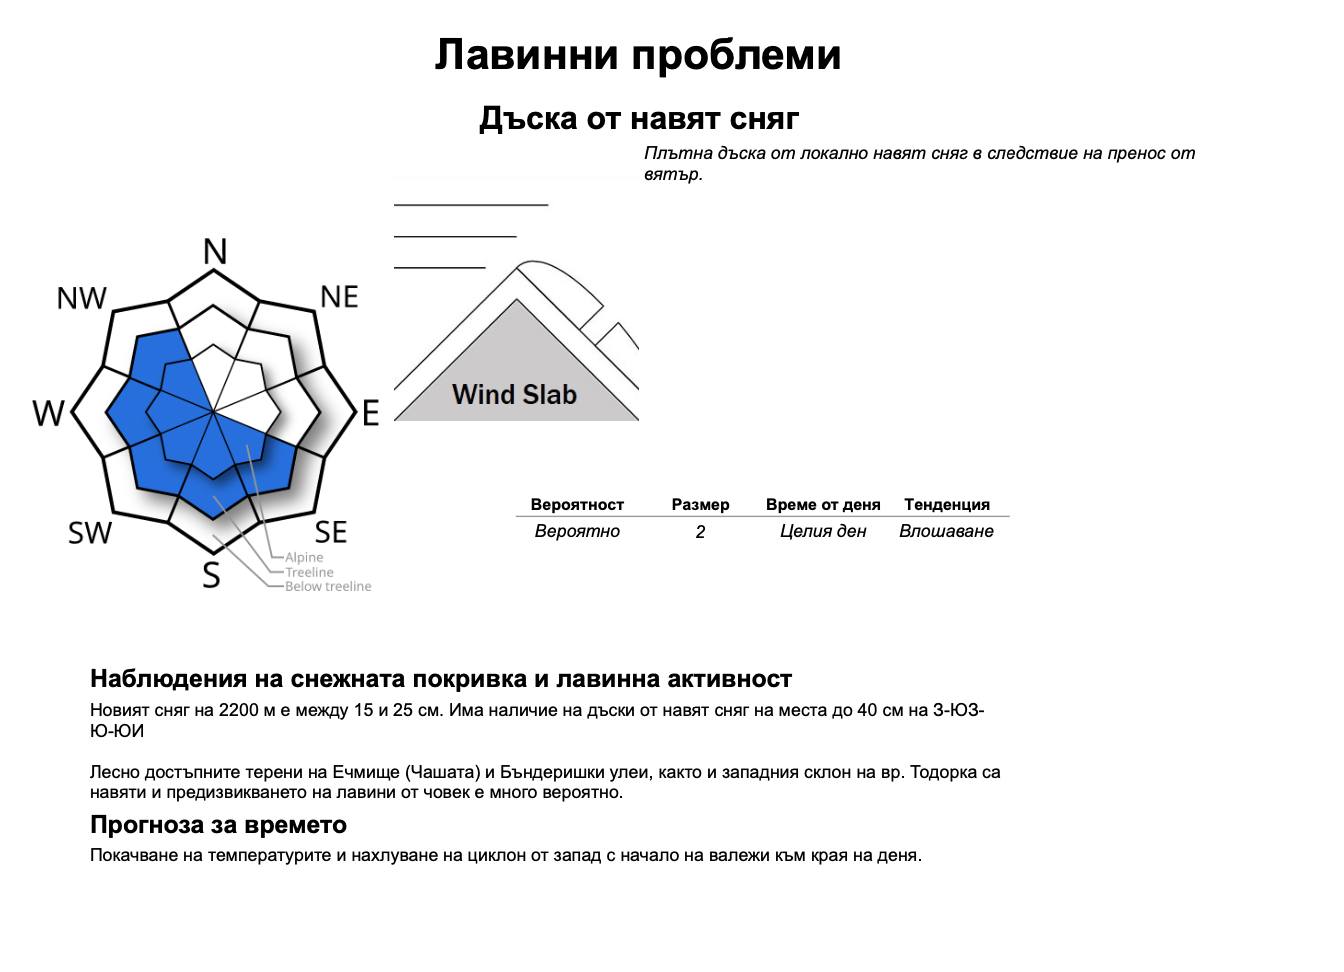 Лавинни проблеми
Дъска от навят сняг
Плътна дъска от локално навят сняг в следствие на пренос от
вятър.
N
NW
NE
W
E
SW
SE
S
Alpine
Treeline
Below treeline
Wind Slab
Вероятност Размер Време от деня Тенденция
Вероятно 2 Целия ден Влошаване
Наблюдения на снежната покривка и лавинна активност
Новият сняг на 2200 м е между 15 и 25 см. Има наличие на дъски от навят сняг на места до 40 см на З-ЮЗ-
Ю-ЮИ
Лесно достъпните терени на Ечмище (Чашата) и Бъндеришки улеи, както и западния склон на вр. Тодорка са
навяти и предизвикването на лавини от човек е много вероятно.
Прогноза за времето
Покачване на температурите и нахлуване на циклон от запад с начало на валежи към края на деня.